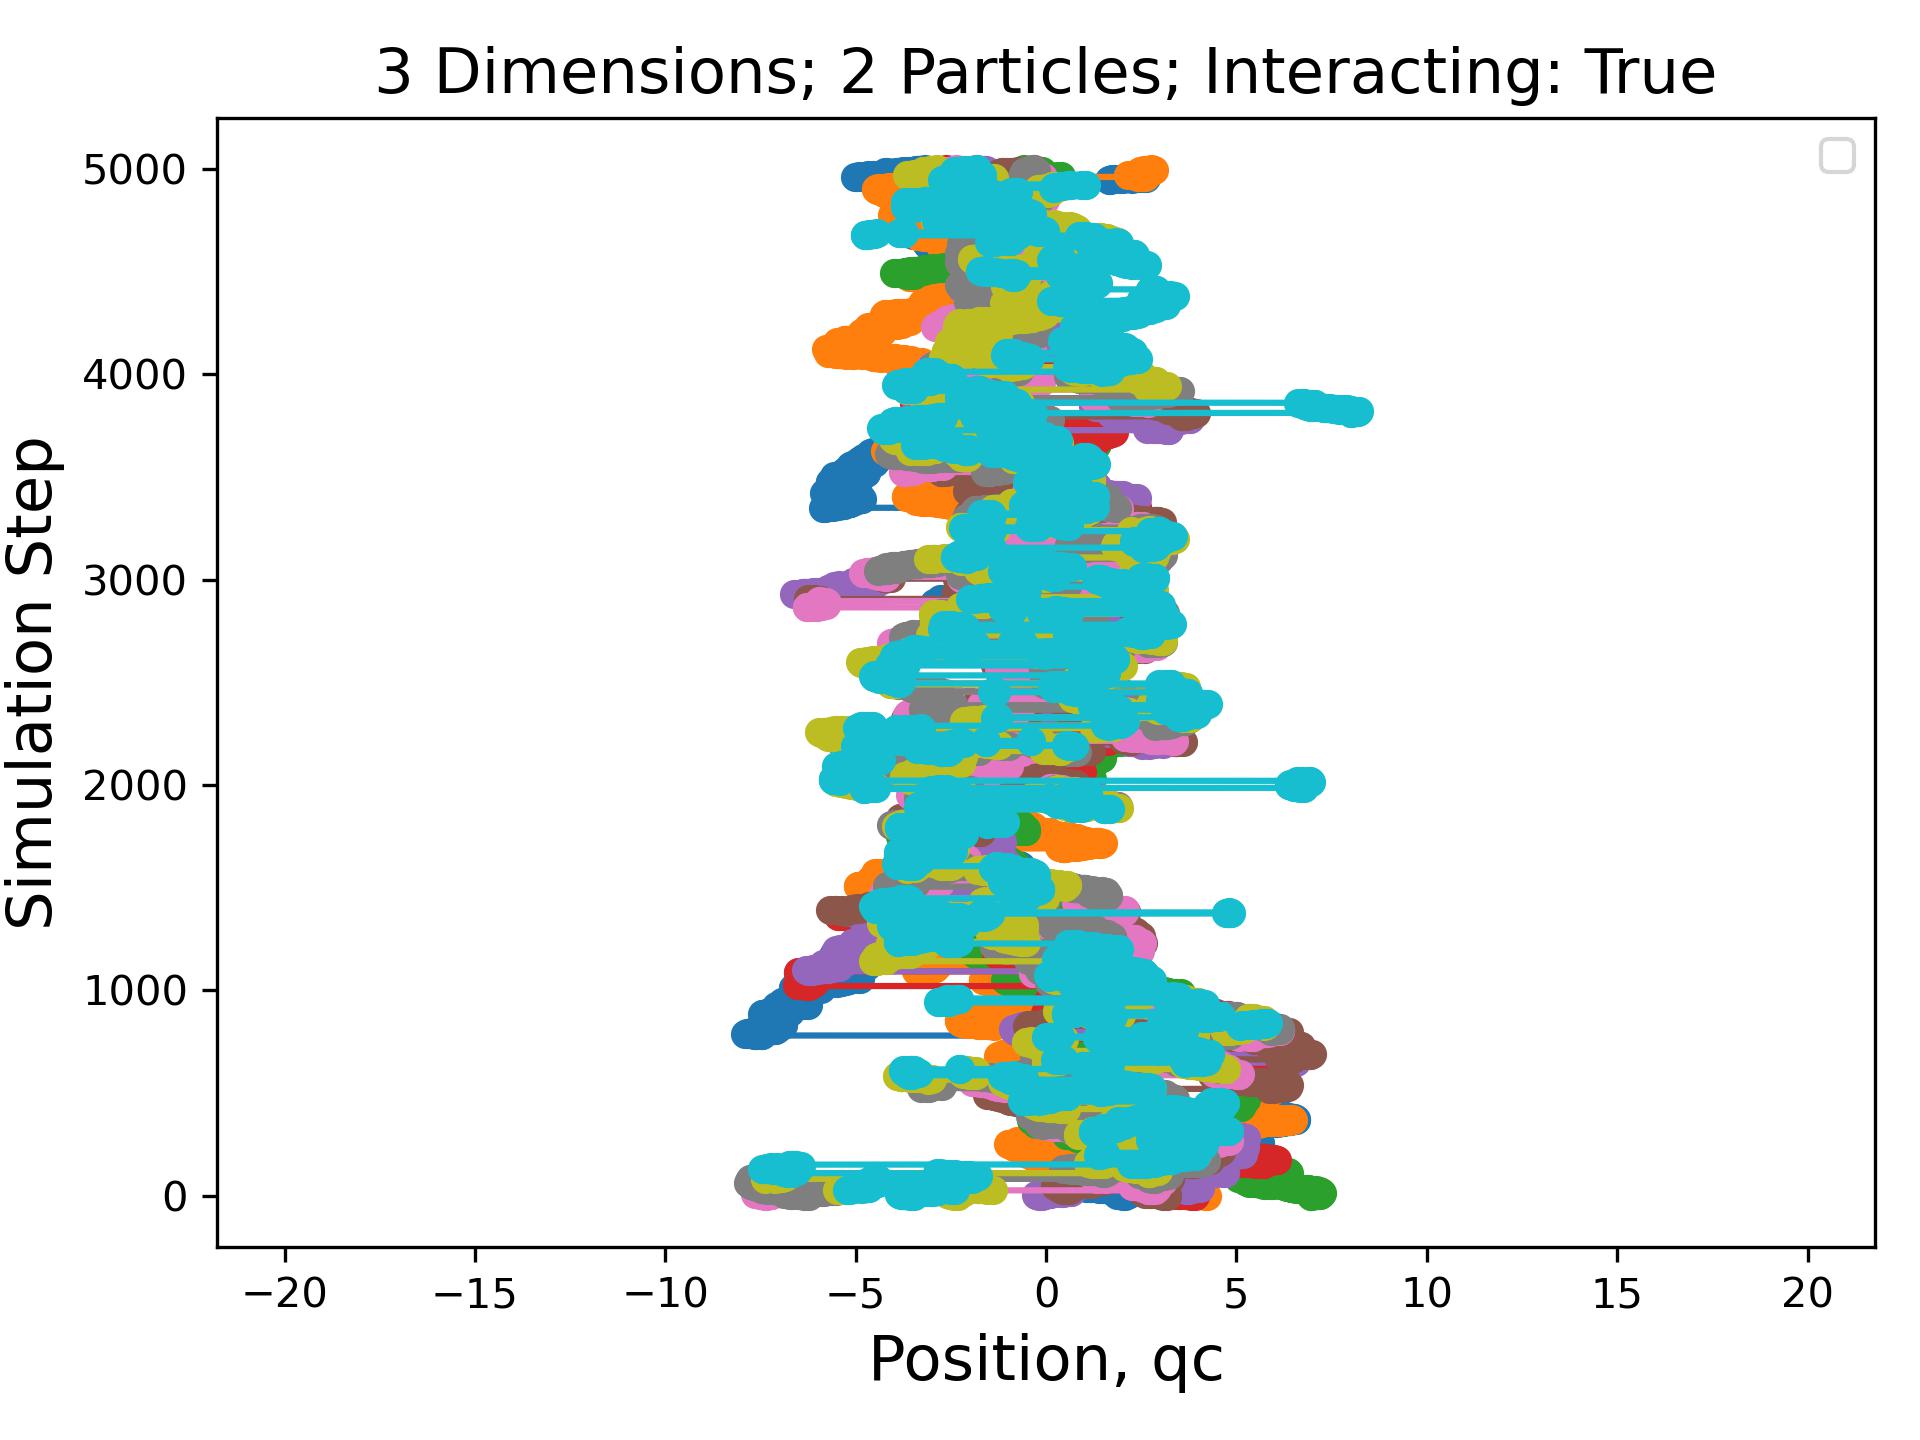 3 Dimensions; 2 Particles; Interacting: True
5000
4000
3000
2000
1000
0
Simulation Step
−20 −15 −10 −5 0 5 10 15 20
Position, qc